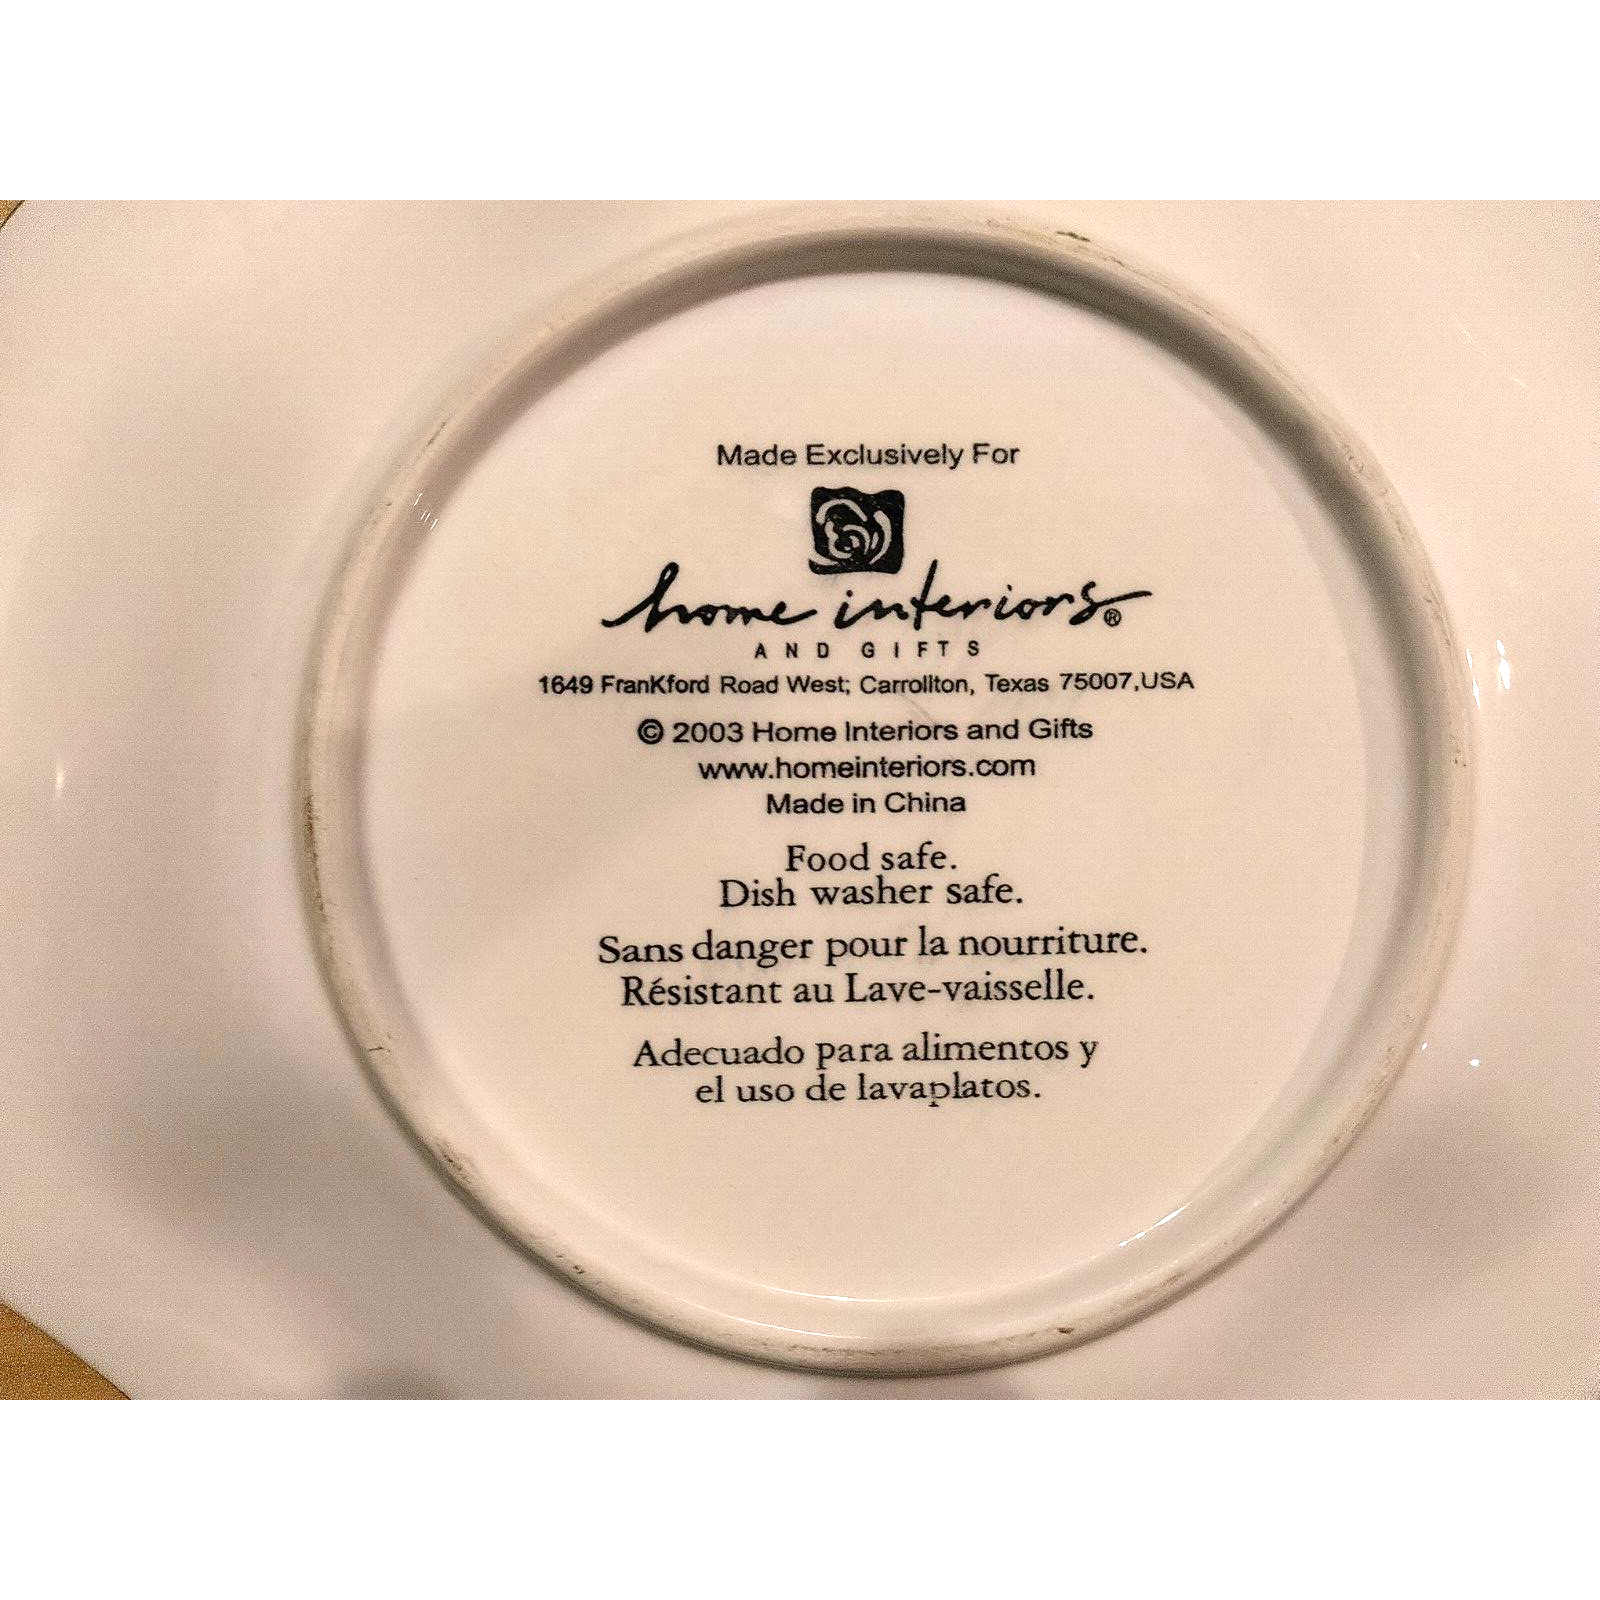 Made Exclusively For
home interiors®
AND GIFTS
1649 FranKford Road West; Carrollton, Texas 75007,USA
© 2003 Home Interiors and Gifts
www.homeinteriors.com
Made in China
Food safe.
Dish washer safe.
Sans danger pour la nourriture.
Résistant au Lave-vaisselle.
Adecuado para alimentos y
el uso de lavaplatos.